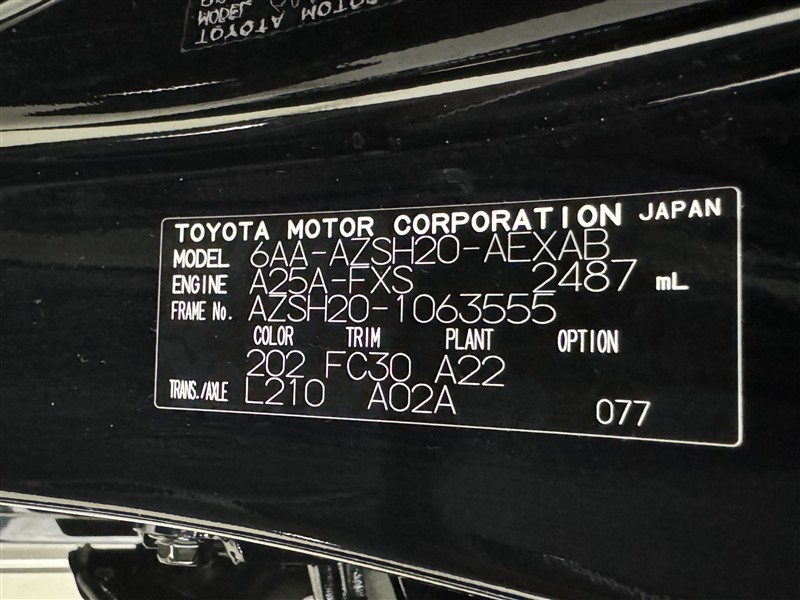 TOYOTA MOTOR CORPORATION JAPAN
MODEL 6AA-AZSH20-AEXAB
ENGINE A25A-FXS 2487 mL
FRAME No. AZSH20-1063555
COLOR TRIM PLANT OPTION
202 FC30 A22
TRANS./AXLE L210 A02A 077